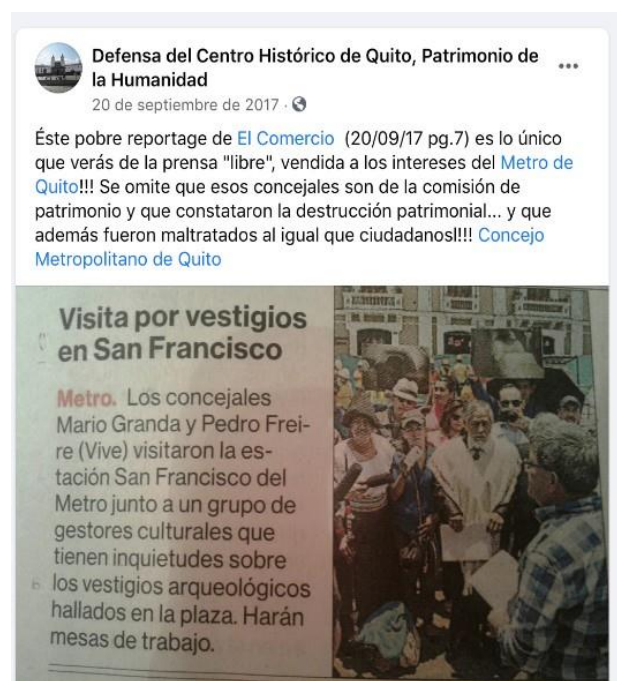 Defensa del Centro Histórico de Quito, Patrimonio de
la Humanidad
20 de septiembre de 2017
Éste pobre reportage de El Comercio (20/09/17 pg.7) es lo único
que verás de la prensa "libre", vendida a los intereses del Metro de
Quito!!! Se omite que esos concejales son de la comisión de
patrimonio y que constataron la destrucción patrimonial... y que
además fueron maltratados al igual que ciudadanosl!!! Concejo
Metropolitano de Quito
Visita por vestigios
en San Francisco
Metro. Los concejales
Mario Granda y Pedro Frei-
re (Vive) visitaron la es-
tación San Francisco del
Metro junto a un grupo de
gestores culturales que
tienen inquietudes sobre
los vestigios arqueológicos
hallados en la plaza. Harán
mesas de trabajo.